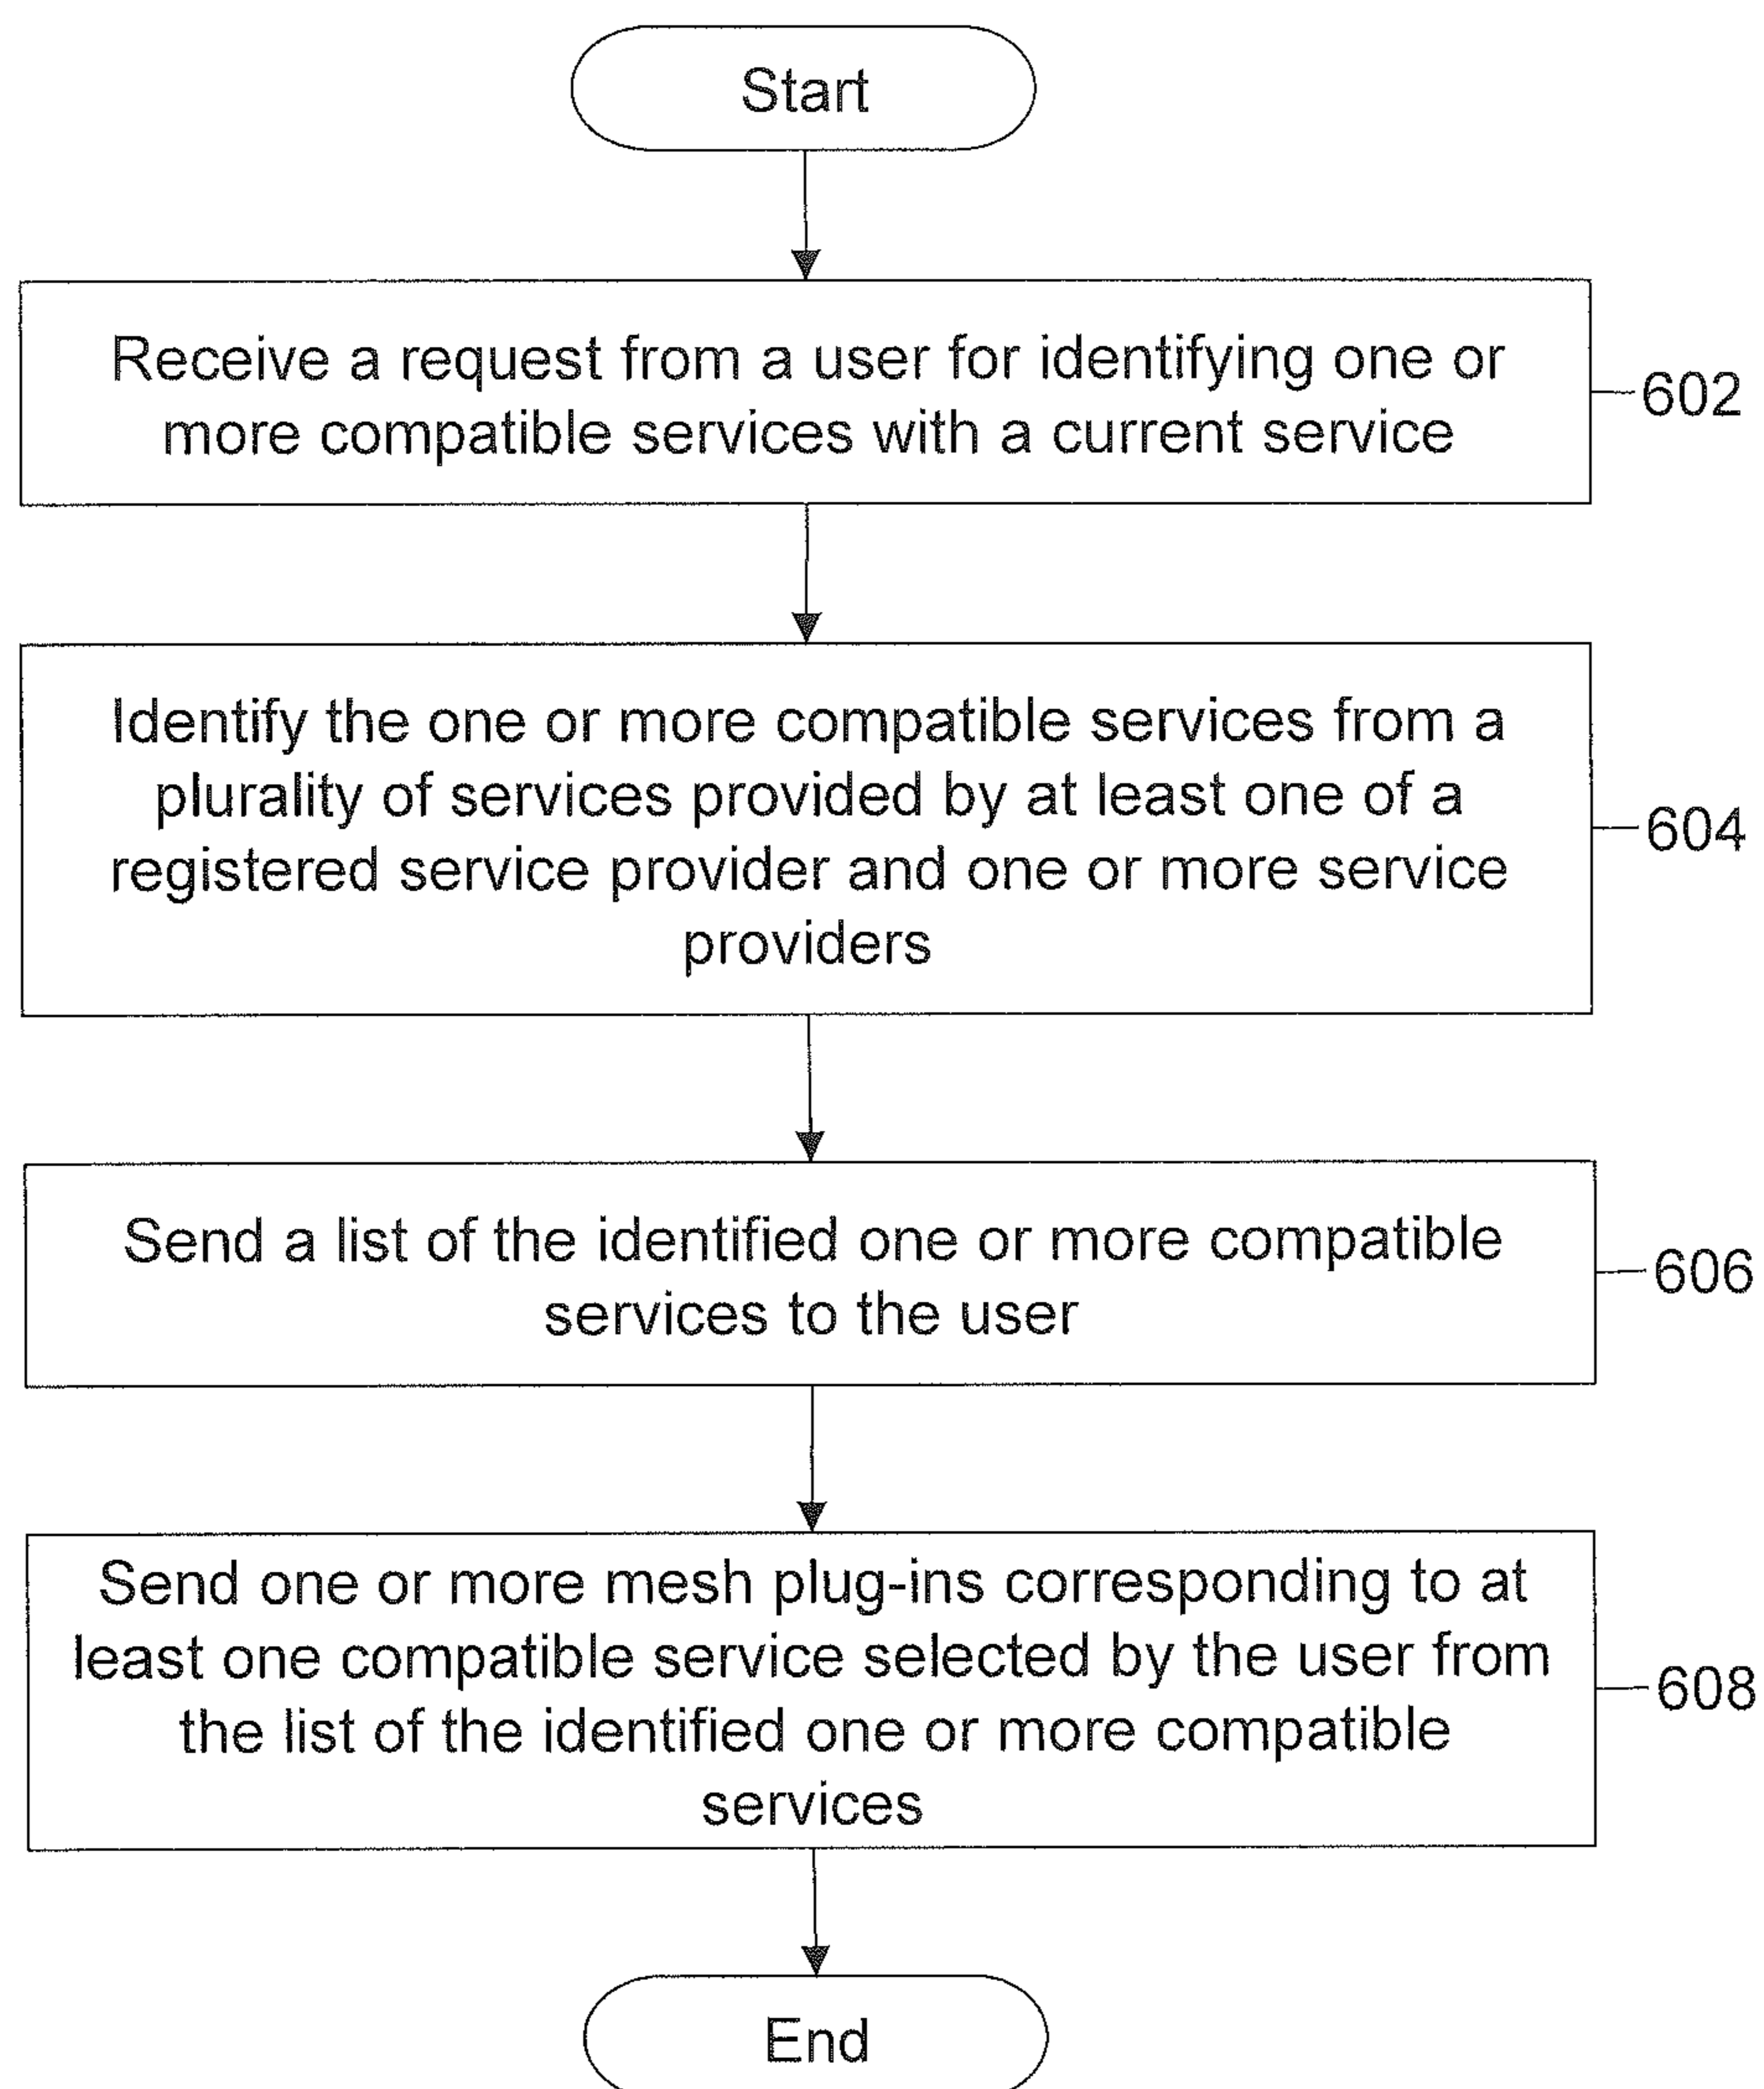 Start
Receive a request from a user for identifying one or
more compatible services with a current service
602
Identify the one or more compatible services from a
plurality of services provided by at least one of a
registered service provider and one or more service
providers
604
Send a list of the identified one or more compatible
services to the user
606
Send one or more mesh plug-ins corresponding to at
least one compatible service selected by the user from
the list of the identified one or more compatible
services
608
End